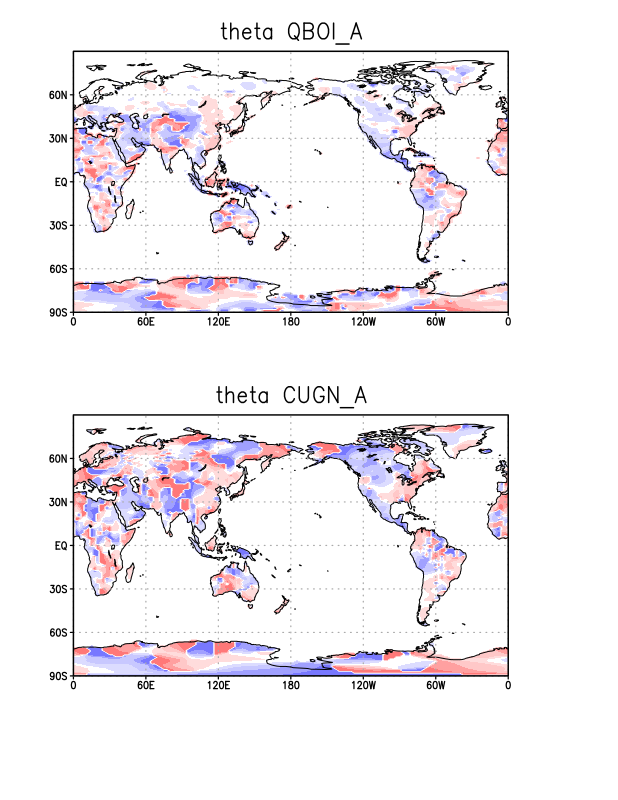 theta QBOI_A
60N
30N
EQ
30S
60S
90S
0 60E 120E 180 120W 60W 0
theta CUGN_A
60N
30N
EQ
30S
60S
90S
0 60E 120E 180 120W 60W 0